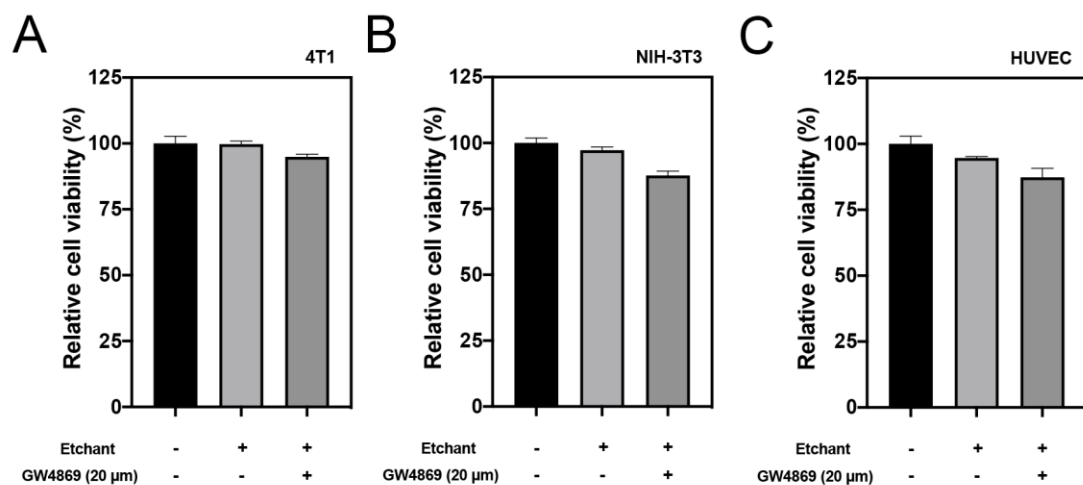 A
4T1
Relative cell viability (%)
125
100
75
50
25
0
Etchant - + +
GW4869 (20 µm) - - +
B
NIH-3T3
Relative cell viability (%)
125
100
75
50
25
0
Etchant - + +
GW4869 (20 µm) - - +
C
HUVEC
Relative cell viability (%)
125
100
75
50
25
0
Etchant - + +
GW4869 (20 µm) - - +